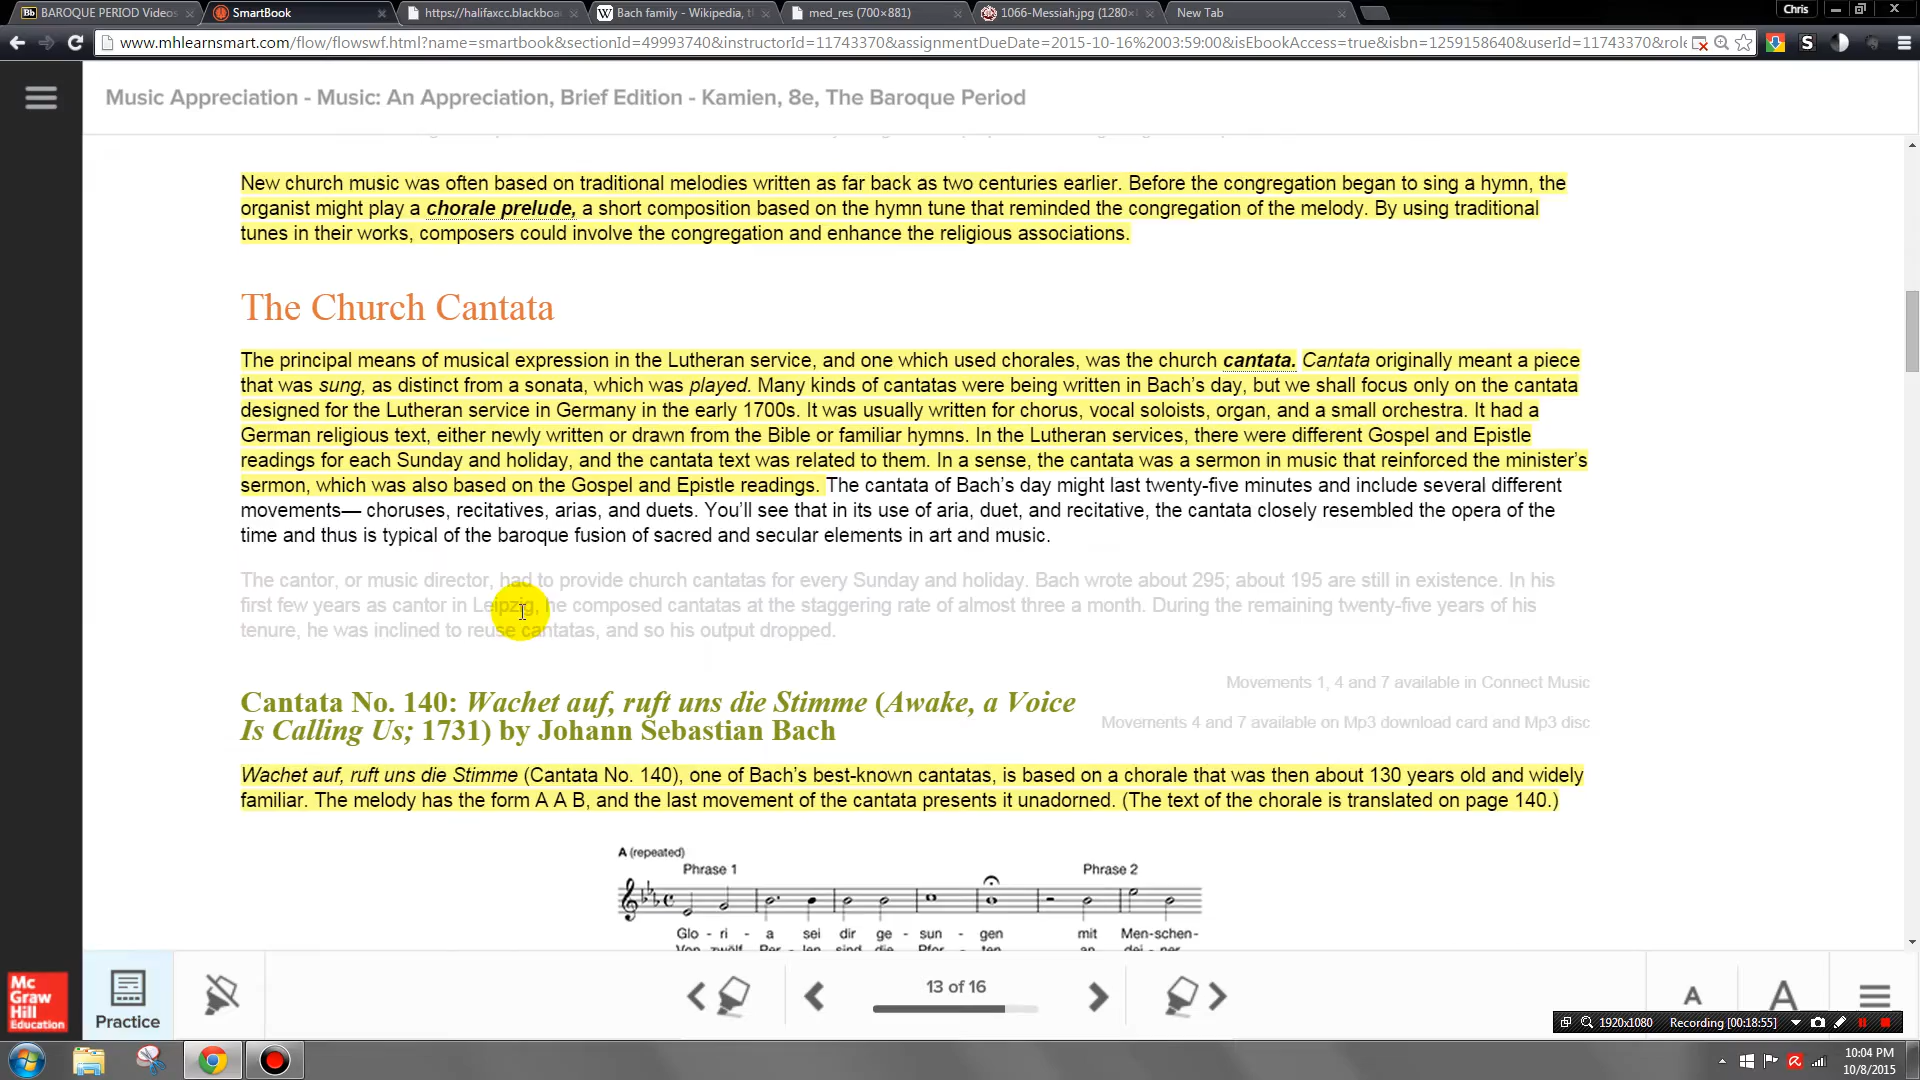 BAROQUE PERIOD Videos
SmartBook
https://halifaxcc.blackboa
Bach family - Wikipedia, t
med_res (700×881)
1066-Messiah.jpg (1280×
New Tab
Chris
www.mhlearnsmart.com/flow/flowswf.html?name=smartbook&sectionId=49993740&instructorId=11743370&assignmentDueDate=2015-10-16%2003:59:00&isEbookAccess=true&isbn=1259158640&userId=11743370&role
Music Appreciation - Music: An Appreciation, Brief Edition - Kamien, 8e, The Baroque Period
New church music was often based on traditional melodies written as far back as two centuries earlier. Before the congregation began to sing a hymn, the
organist might play a chorale prelude, a short composition based on the hymn tune that reminded the congregation of the melody. By using traditional
tunes in their works, composers could involve the congregation and enhance the religious associations.
The Church Cantata
The principal means of musical expression in the Lutheran service, and one which used chorales, was the church cantata. Cantata originally meant a piece
that was sung, as distinct from a sonata, which was played. Many kinds of cantatas were being written in Bach's day, but we shall focus only on the cantata
designed for the Lutheran service in Germany in the early 1700s. It was usually written for chorus, vocal soloists, organ, and a small orchestra. It had a
German religious text, either newly written or drawn from the Bible or familiar hymns. In the Lutheran services, there were different Gospel and Epistle
readings for each Sunday and holiday, and the cantata text was related to them. In a sense, the cantata was a sermon in music that reinforced the minister's
sermon, which was also based on the Gospel and Epistle readings. The cantata of Bach's day might last twenty-five minutes and include several different
movements— choruses, recitatives, arias, and duets. You'll see that in its use of aria, duet, and recitative, the cantata closely resembled the opera of the
time and thus is typical of the baroque fusion of sacred and secular elements in art and music.
The cantor, or music director, had to provide church cantatas for every Sunday and holiday. Bach wrote about 295; about 195 are still in existence. In his
first few years as cantor in Leipzig, he composed cantatas at the staggering rate of almost three a month. During the remaining twenty-five years of his
tenure, he was inclined to reuse cantatas, and so his output dropped.
Cantata No. 140: Wachet auf, ruft uns die Stimme (Awake, a Voice
Is Calling Us; 1731) by Johann Sebastian Bach
Movements 1, 4 and 7 available in Connect Music
Movements 4 and 7 available on Mp3 download card and Mp3 disc
Wachet auf, ruft uns die Stimme (Cantata No. 140), one of Bach's best-known cantatas, is based on a chorale that was then about 130 years old and widely
familiar. The melody has the form A A B, and the last movement of the cantata presents it unadorned. (The text of the chorale is translated on page 140.)
A (repeated)
Phrase 1 Phrase 2
Glo - ri - a sei dir ge - sun - gen mit Men-schen-
Von zwölf Per - len sind die Pfor - ten an dei - ner
Mc
Graw
Hill
Education
Practice
13 of 16
A A
1920x1080 Recording [00:18:55]
10:04 PM
10/8/2015